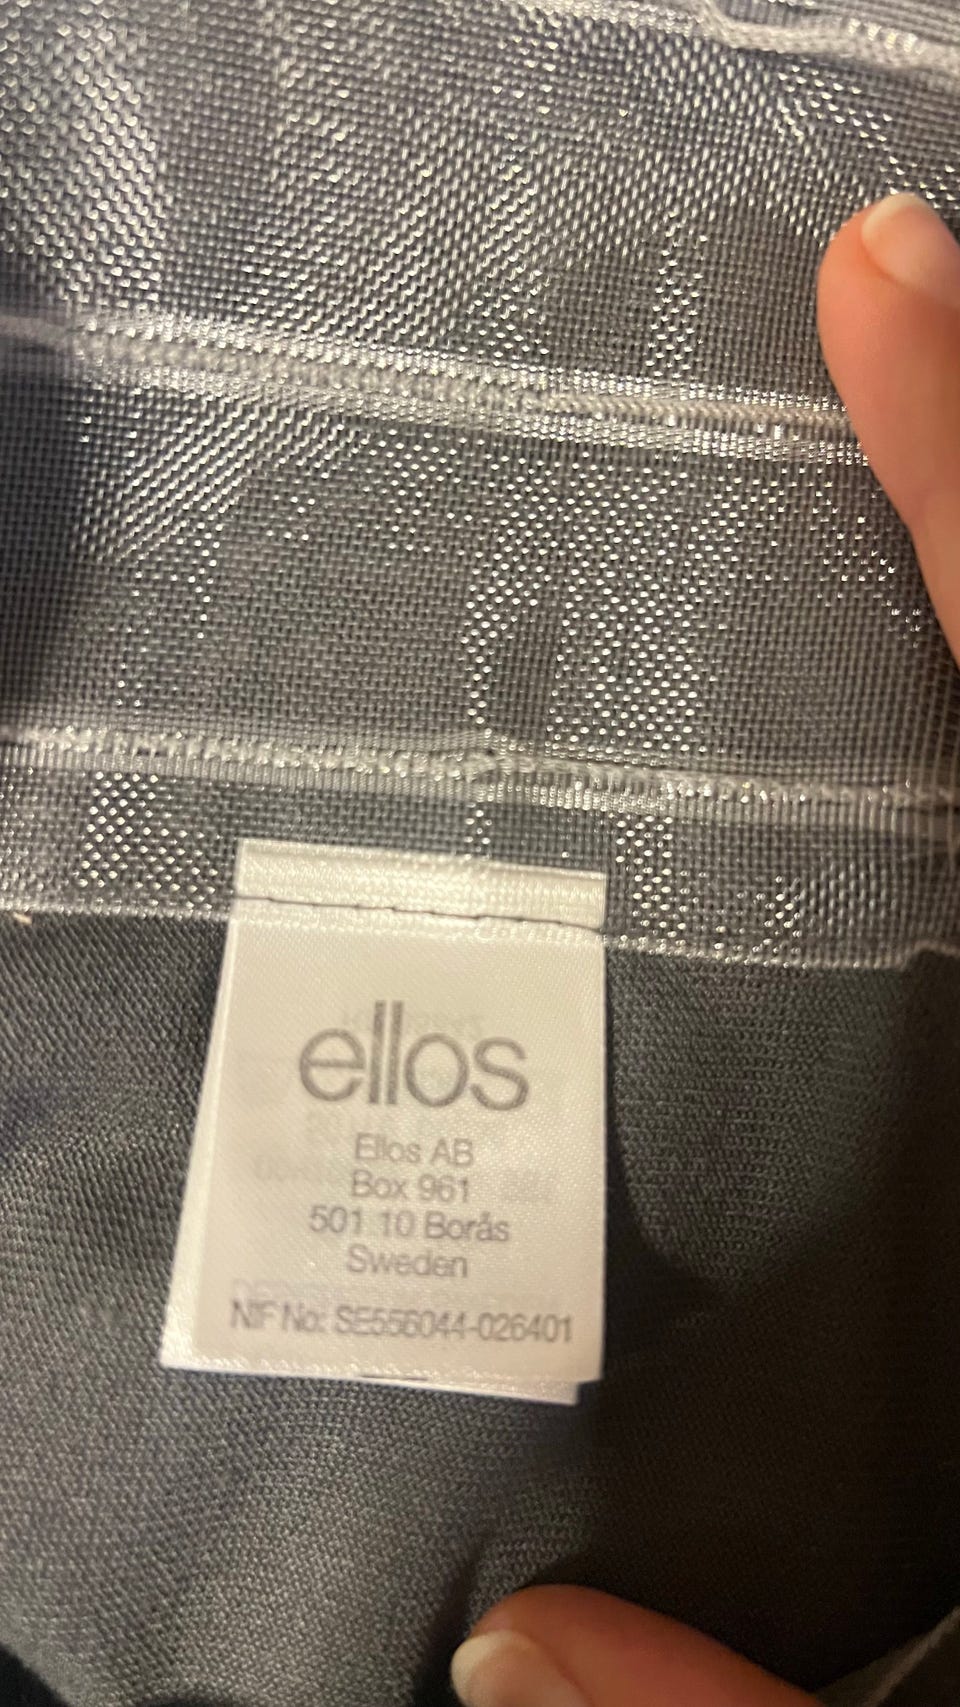 ellos
Ellos AB
Box 961
501 10 Borås
Sweden
NIF No: SE556044-026401